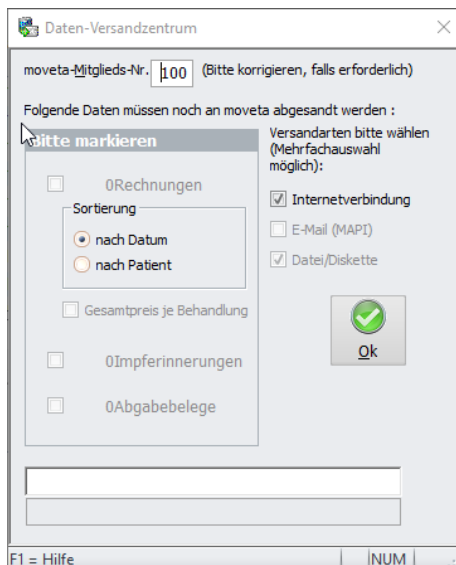 Daten-Versandzentrum
moveta-Mitglieds-Nr. 100 (Bitte korrigieren, falls erforderlich)
Folgende Daten müssen noch an moveta abgesandt werden :
Bitte markieren
0Rechnungen
Sortierung
nach Datum
nach Patient
Gesamtpreis je Behandlung
0Impferinnerungen
0Abgabebelege
Versandarten bitte wählen
(Mehrfachauswahl
möglich):
Internetverbindung
E-Mail (MAPI)
Datei/Diskette
Ok
F1 = Hilfe
NUM